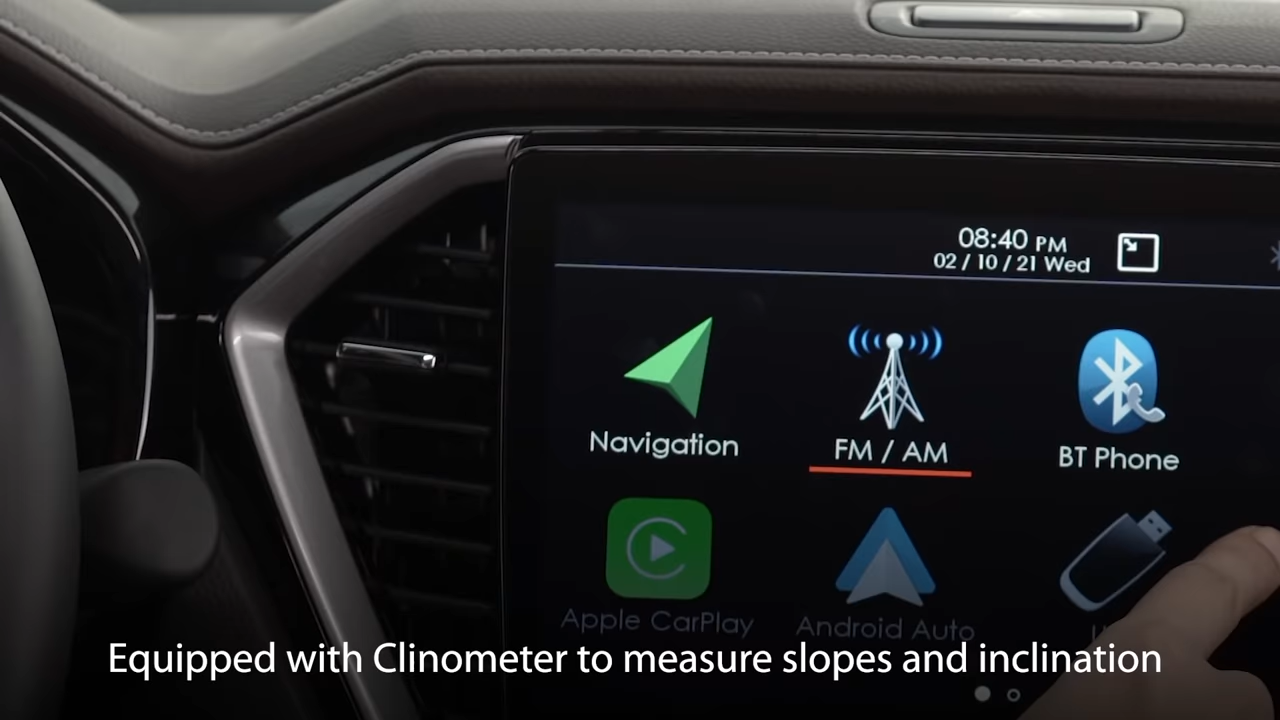 08:40 PM
02 / 10 / 21 Wed
Navigation
FM / AM
BT Phone
Apple CarPlay
Android Auto
Equipped with Clinometer to measure slopes and inclination